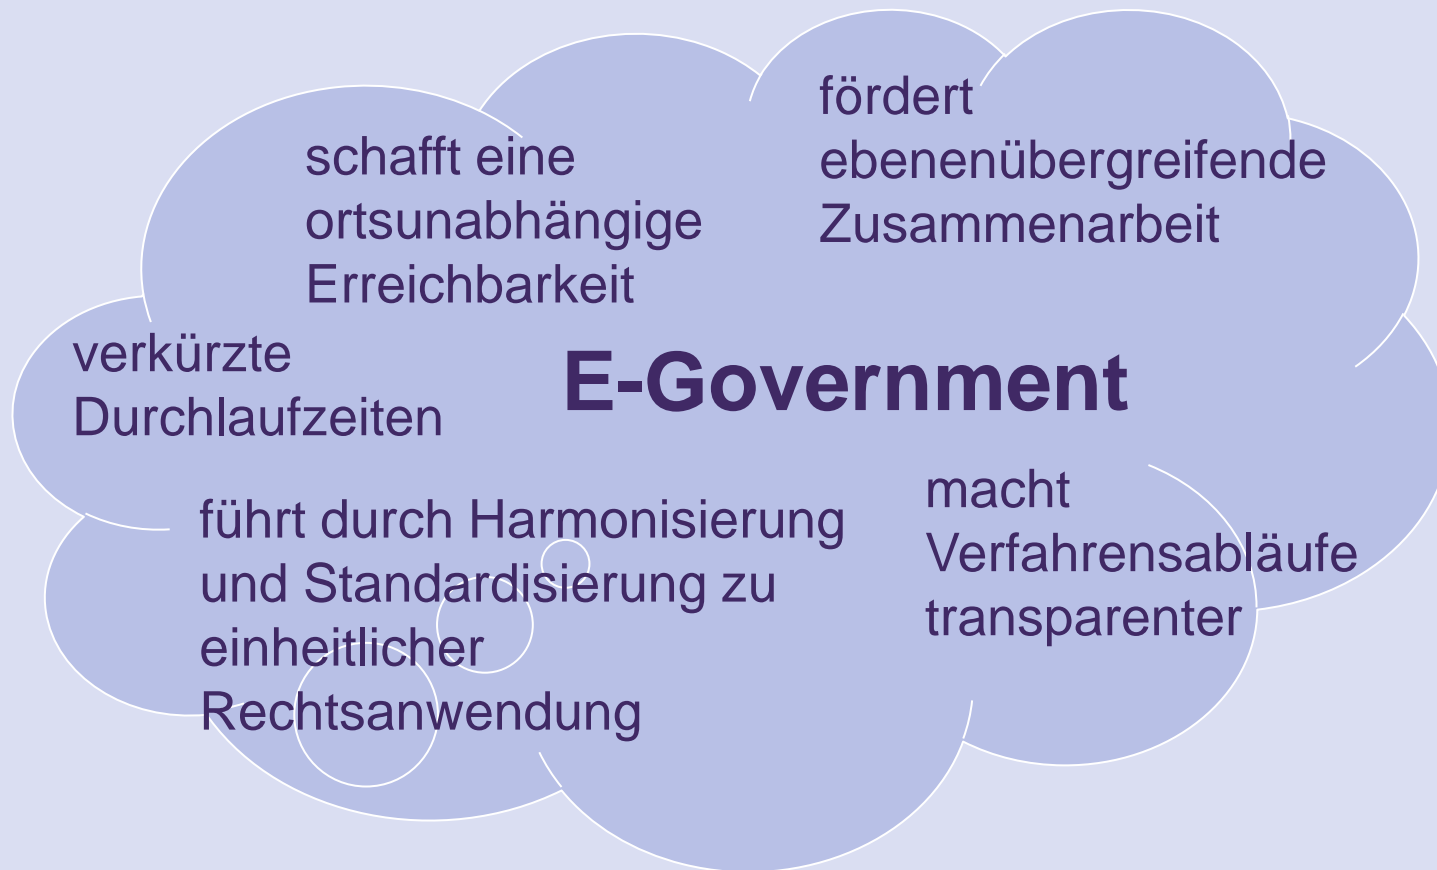 fördert
ebenenübergreifende
Zusammenarbeit
schafft eine
ortsunabhängige
Erreichbarkeit
verkürzte
Durchlaufzeiten
E-Government
macht
Verfahrensabläufe
transparenter
führt durch Harmonisierung
und Standardisierung zu
einheitlicher
Rechtsanwendung